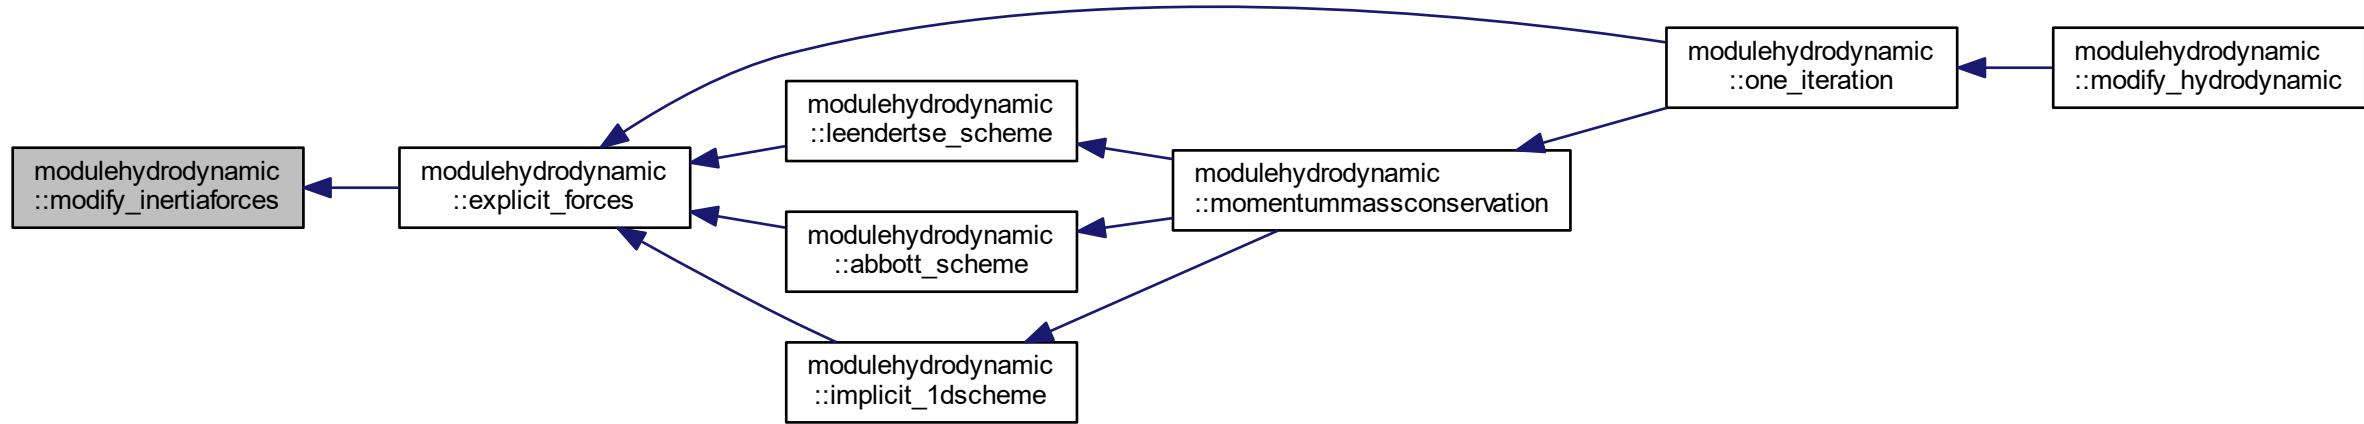 modulehydrodynamic
::modify_inertiaforces
modulehydrodynamic
::explicit_forces
modulehydrodynamic
::leendertse_scheme
modulehydrodynamic
::abbott_scheme
modulehydrodynamic
::implicit_1dscheme
modulehydrodynamic
::momentummassconservation
modulehydrodynamic
::one_iteration
modulehydrodynamic
::modify_hydrodynamic